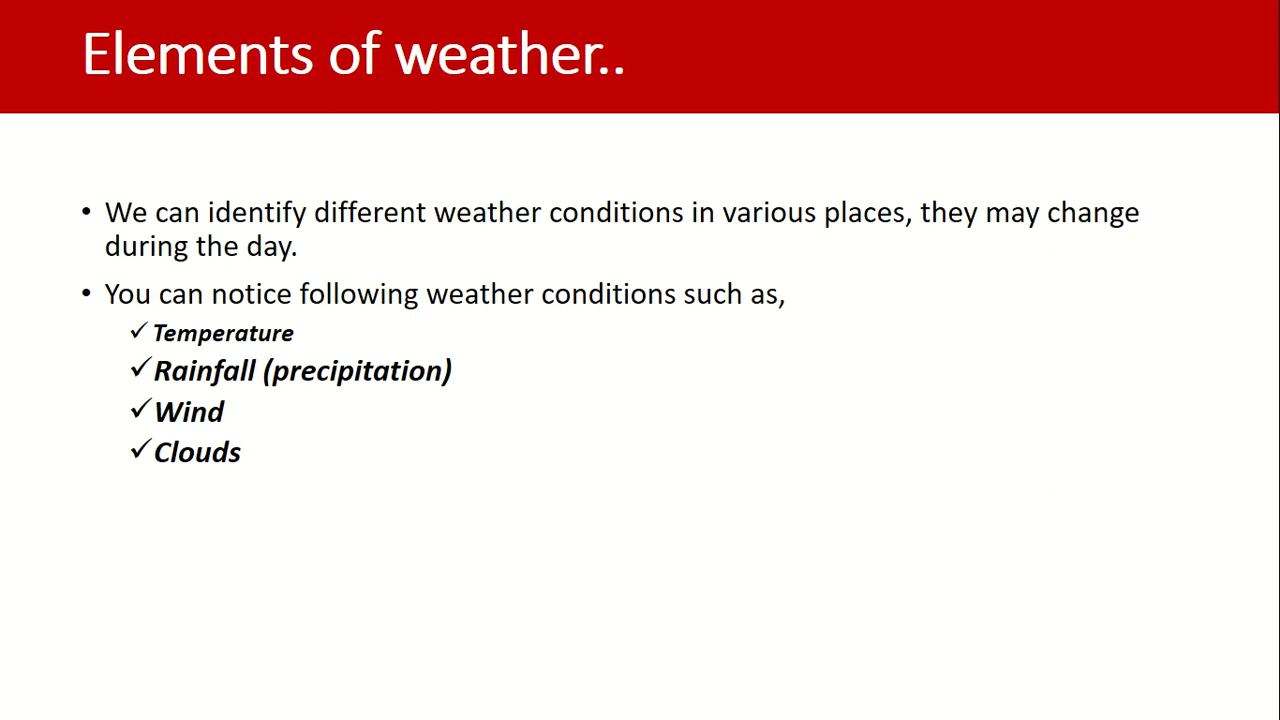 Elements of weather..
• We can identify different weather conditions in various places, they may change
during the day.
• You can notice following weather conditions such as,
✓ Temperature
✓ Rainfall (precipitation)
✓ Wind
✓ Clouds